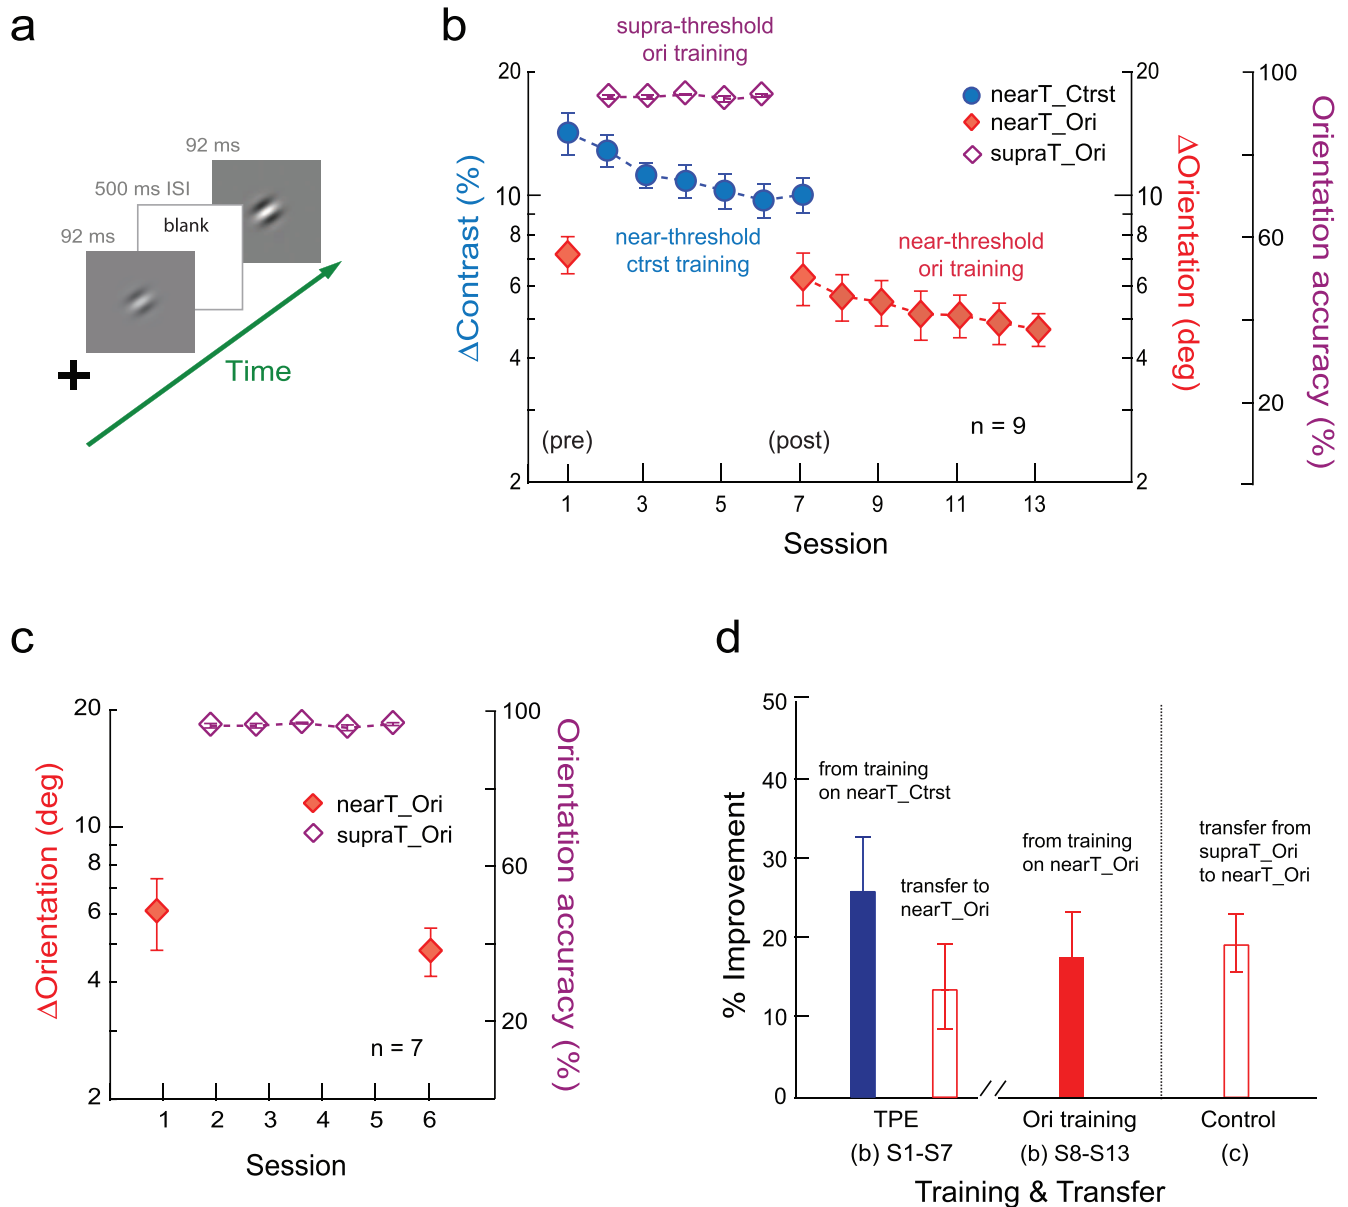 a
92 ms
500 ms ISI
blank
92 ms
Time
b
supra-threshold
ori training
nearT_Ctrst
nearT_Ori
supraT_Ori
near-threshold
ctrst training
near-threshold
ori training
(pre)
(post)
n = 9
ΔContrast (%)
20
10
8
6
4
2
ΔOrientation (deg)
20
10
8
6
4
2
Orientation accuracy (%)
100
60
20
1 3 5 7 9 11 13
Session
c
ΔOrientation (deg)
20
10
8
6
4
2
nearT_Ori
supraT_Ori
n = 7
Orientation accuracy (%)
100
60
20
1 2 3 4 5 6
Session
d
% Improvement
50
40
30
20
10
0
from training
on nearT_Ctrst
transfer to
nearT_Ori
from training
on nearT_Ori
transfer from
supraT_Ori
to nearT_Ori
TPE Ori training Control
(b) S1-S7 (b) S8-S13 (c)
Training & Transfer